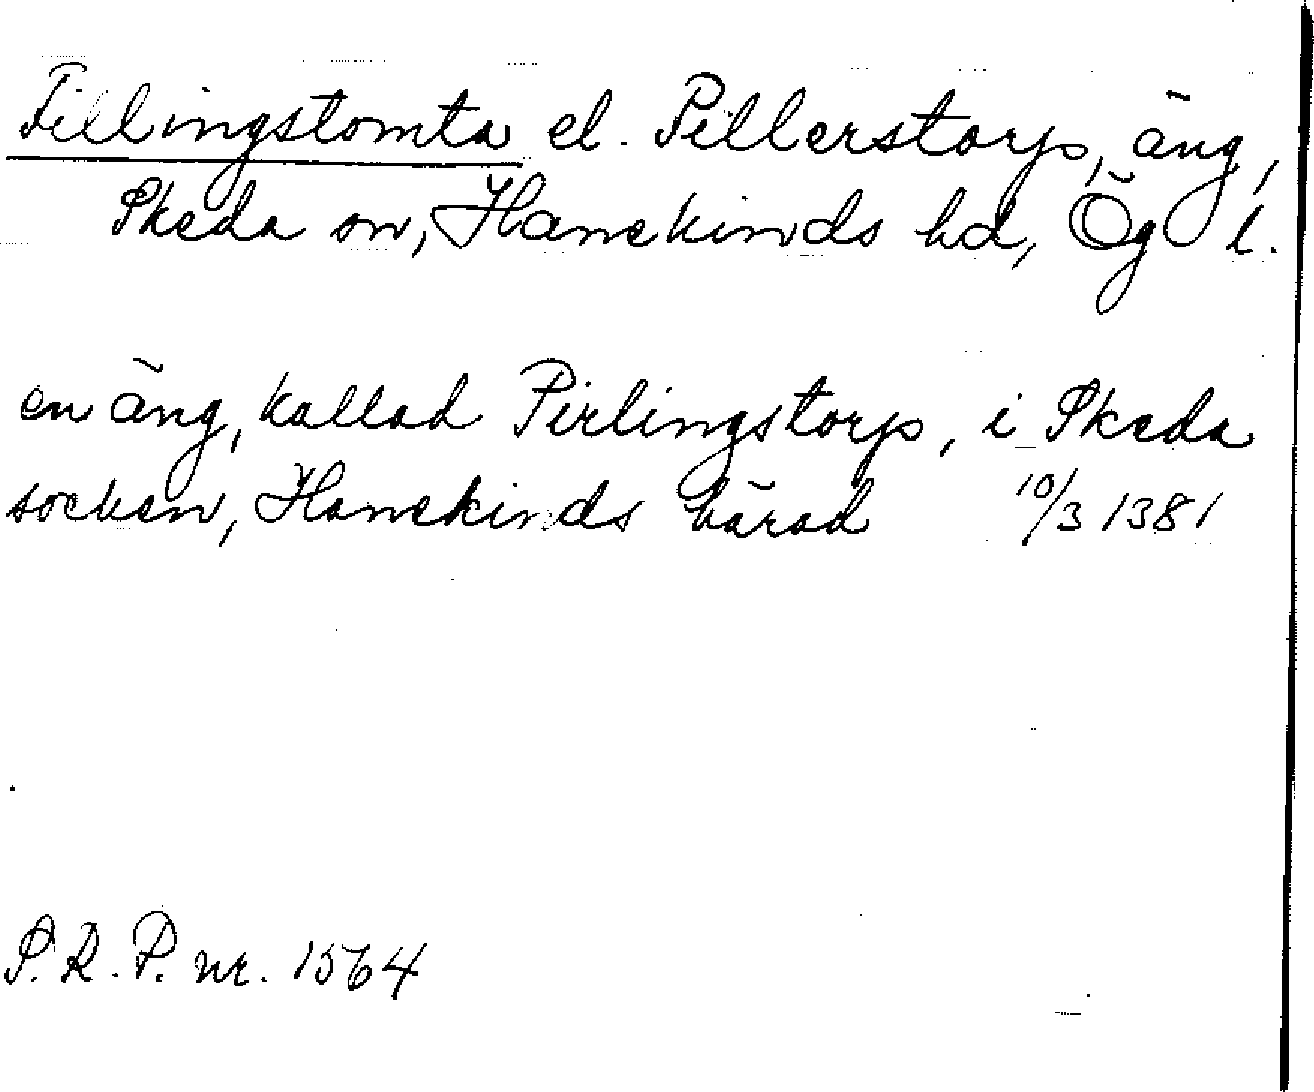 Tillingstomta el. Pillerstorp, äng,
Skeda sn, Hanekinds hd, Ög l.
en äng, kallad Pirlingstorp, i Skeda
socken, Hanekinds härad 10/3 1381
S.R.P. nr. 1564